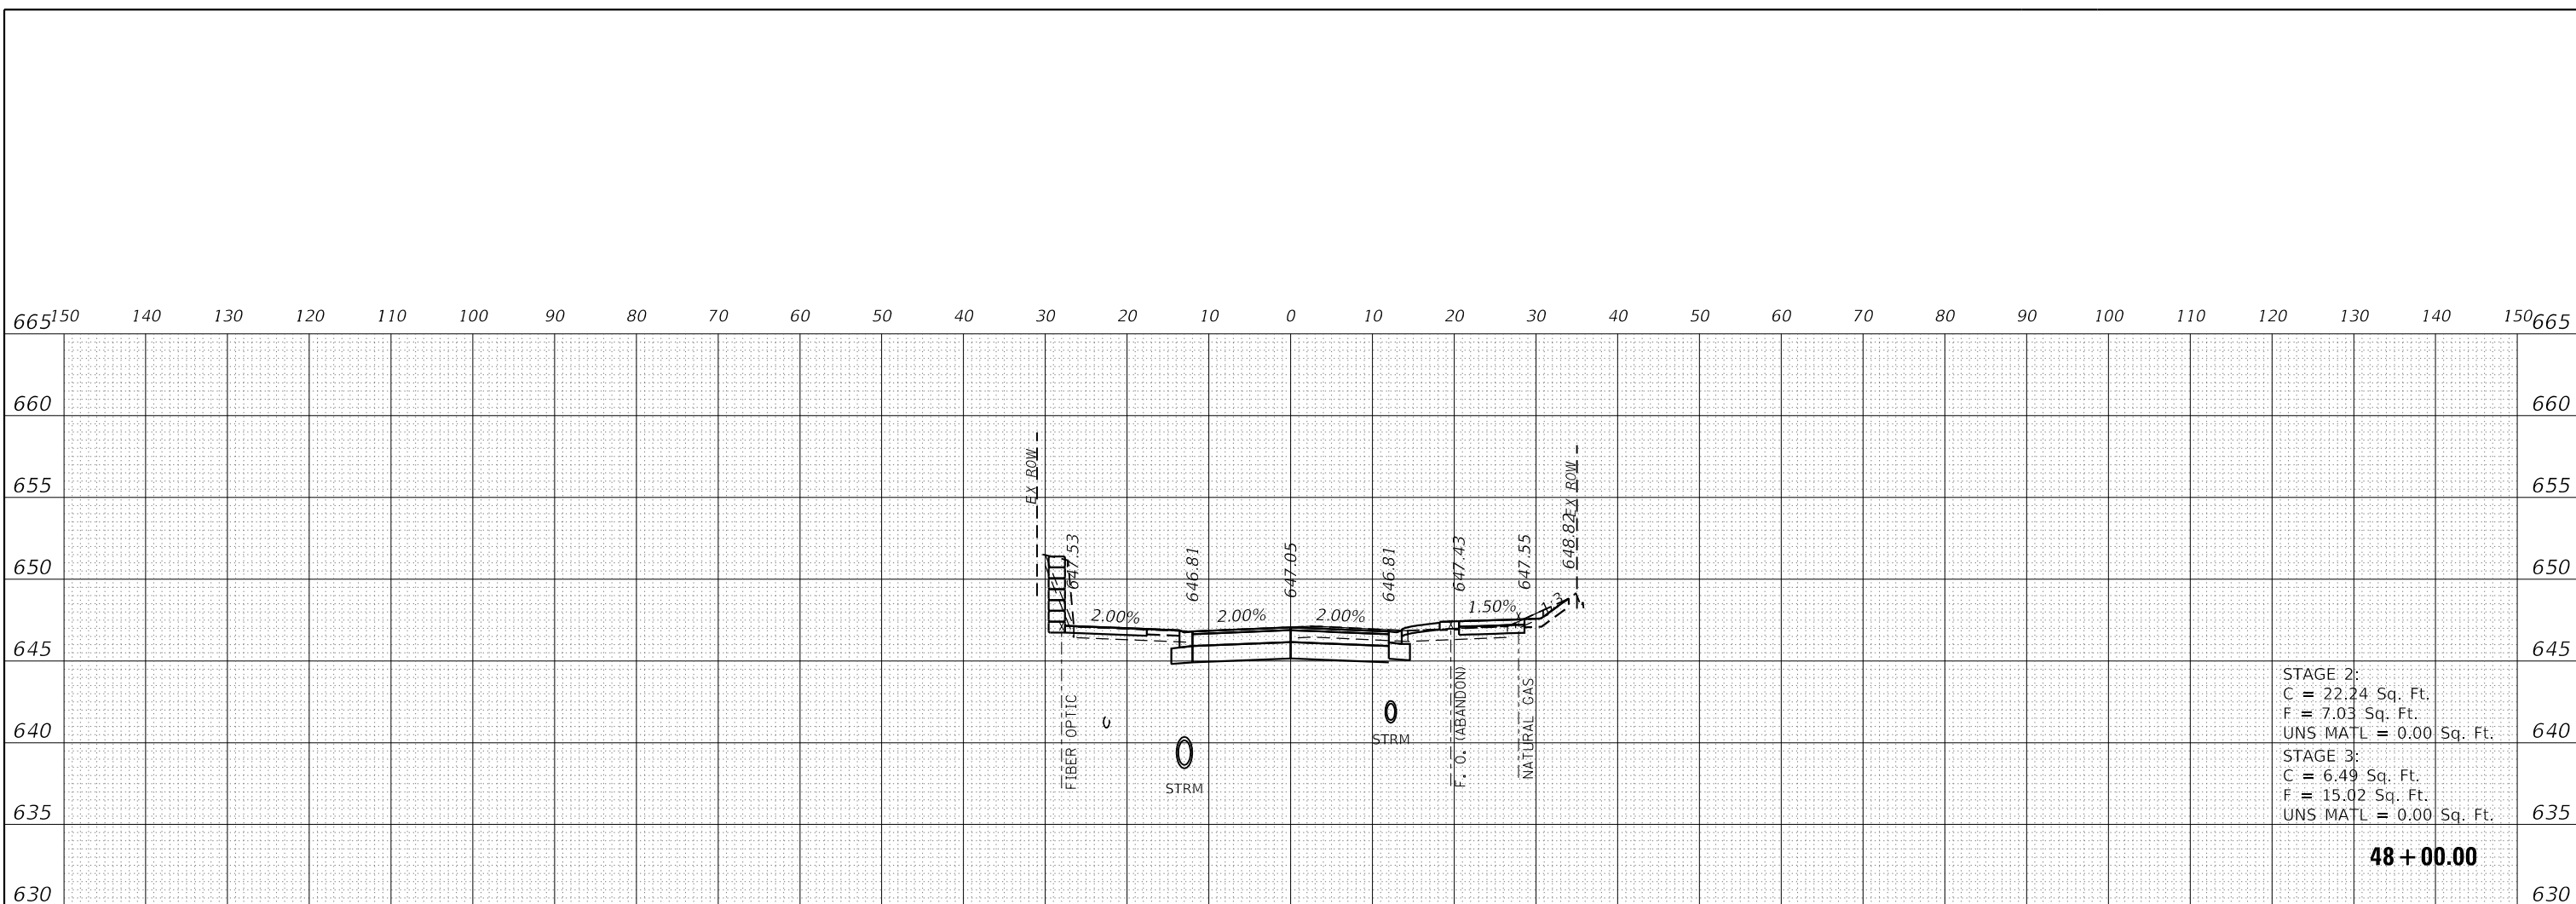 150 140 130 120 110 100 90 80 70 60 50 40 30 20 10 0 10 20 30 40 50 60 70 80 90 100 110 120 130 140 150
665 665
660 660
EX ROW EX ROW
655 655
647.53 646.81 647.05 646.81 647.43 647.55 648.82
650 650
2.00% 2.00% 2.00% 1.50% 1:3
645 645
FIBER OPTIC F. O. (ABANDON) NATURAL GAS
STRM
640 640
STRM
635 635
630 630
STAGE 2:
C = 22.24 Sq. Ft.
F = 7.03 Sq. Ft.
UNS MATL = 0.00 Sq. Ft.
STAGE 3:
C = 6.49 Sq. Ft.
F = 15.02 Sq. Ft.
UNS MATL = 0.00 Sq. Ft.
48 + 00.00